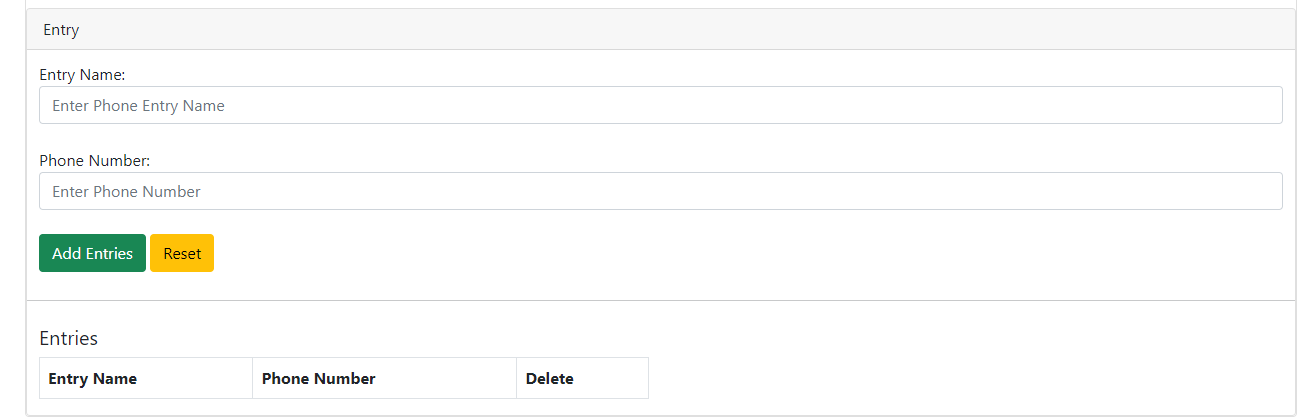 Entry
Entry Name:
Enter Phone Entry Name
Phone Number:
Enter Phone Number
Add Entries Reset
Entries
Entry Name Phone Number Delete